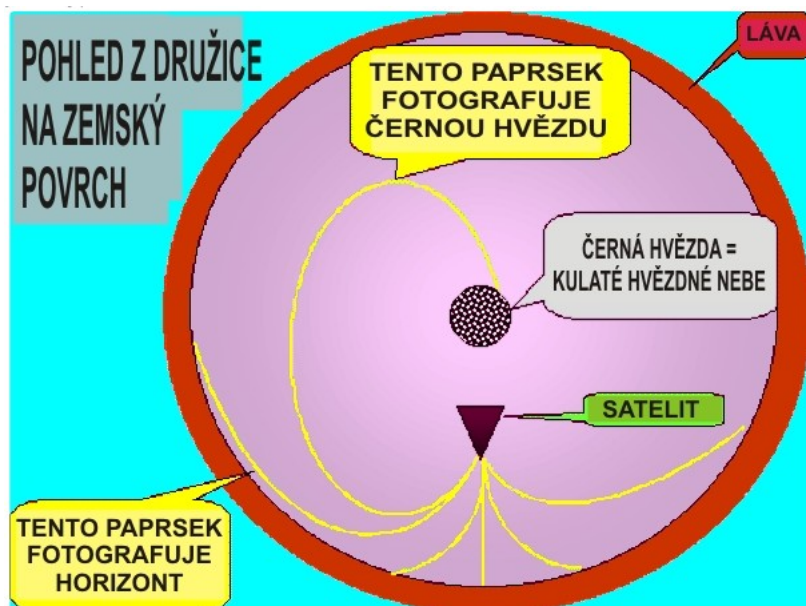 POHLED Z DRUŽICE
NA ZEMSKÝ
POVRCH
TENTO PAPRSEK
FOTOGRAFUJE
ČERNOU HVĚZDU
LÁVA
ČERNÁ HVĚZDA =
KULATÉ HVĚZDNÉ NEBE
SATELIT
TENTO PAPRSEK
FOTOGRAFUJE
HORIZONT